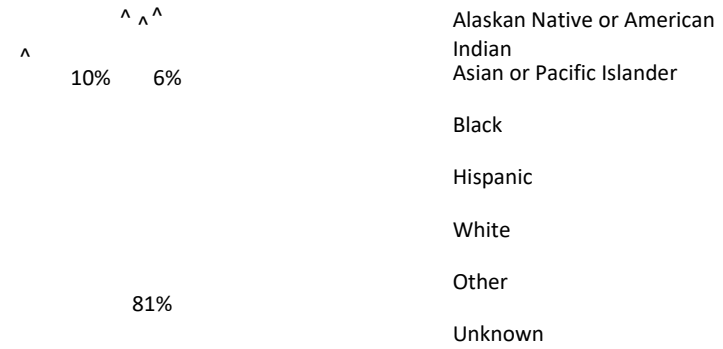 ^ ^ ^
^
10% 6%
81%
Alaskan Native or American
Indian
Asian or Pacific Islander
Black
Hispanic
White
Other
Unknown